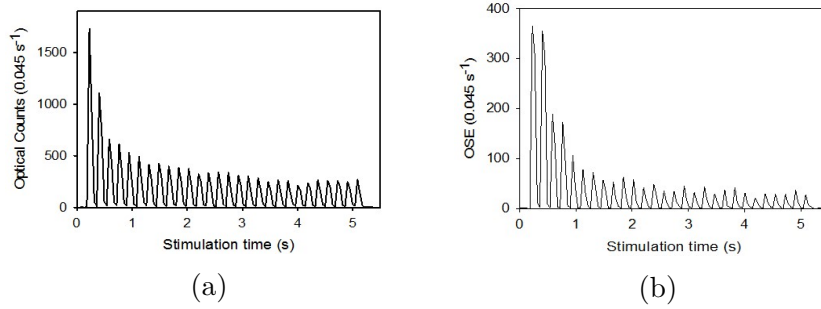 Optical Counts (0.045 s⁻¹)
1500
1000
500
0
0 1 2 3 4 5
Stimulation time (s)
(a)
OSE (0.045 s⁻¹)
400
300
200
100
0
0 1 2 3 4 5
Stimulation time (s)
(b)